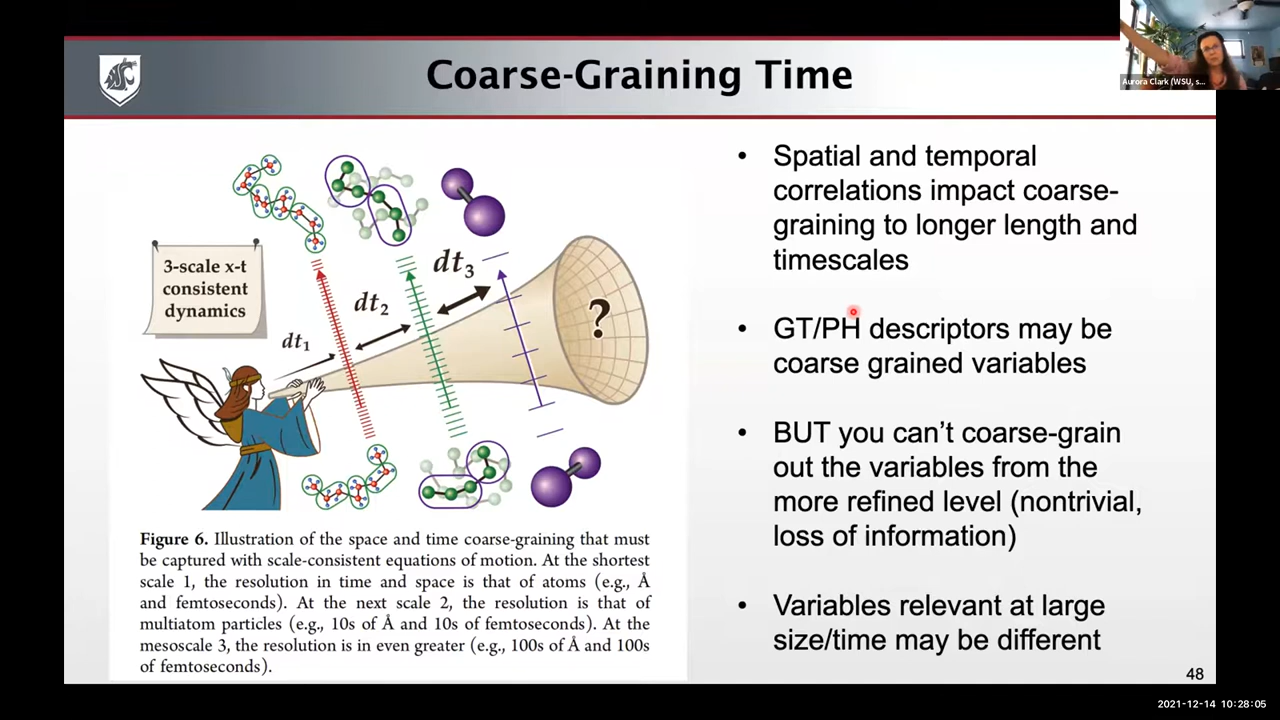 Coarse-Graining Time
Aurora Clark (WSU, s...
3-scale x-t
consistent
dynamics
dt1
dt2
dt3
?
Figure 6. Illustration of the space and time coarse-graining that must
be captured with scale-consistent equations of motion. At the shortest
scale 1, the resolution in time and space is that of atoms (e.g., Å
and femtoseconds). At the next scale 2, the resolution is that of
multiatom particles (e.g., 10s of Å and 10s of femtoseconds). At the
mesoscale 3, the resolution is in even greater (e.g., 100s of Å and 100s
of femtoseconds).
• Spatial and temporal
correlations impact coarse-
graining to longer length and
timescales
• GT/PH descriptors may be
coarse grained variables
• BUT you can’t coarse-grain
out the variables from the
more refined level (nontrivial,
loss of information)
• Variables relevant at large
size/time may be different
48
2021-12-14 10:28:05